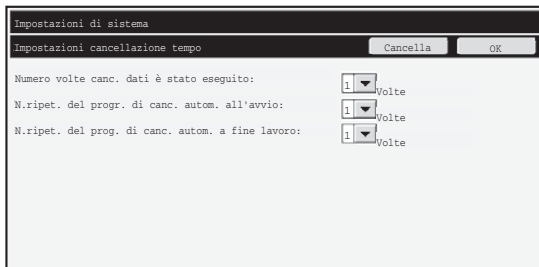 Impostazioni di sistema
Impostazioni cancellazione tempo Cancella OK
Numero volte canc. dati è stato eseguito: 1 Volte
N.ripet. del progr. di canc. autom. all'avvio: 1 Volte
N.ripet. del prog. di canc. autom. a fine lavoro: 1 Volte